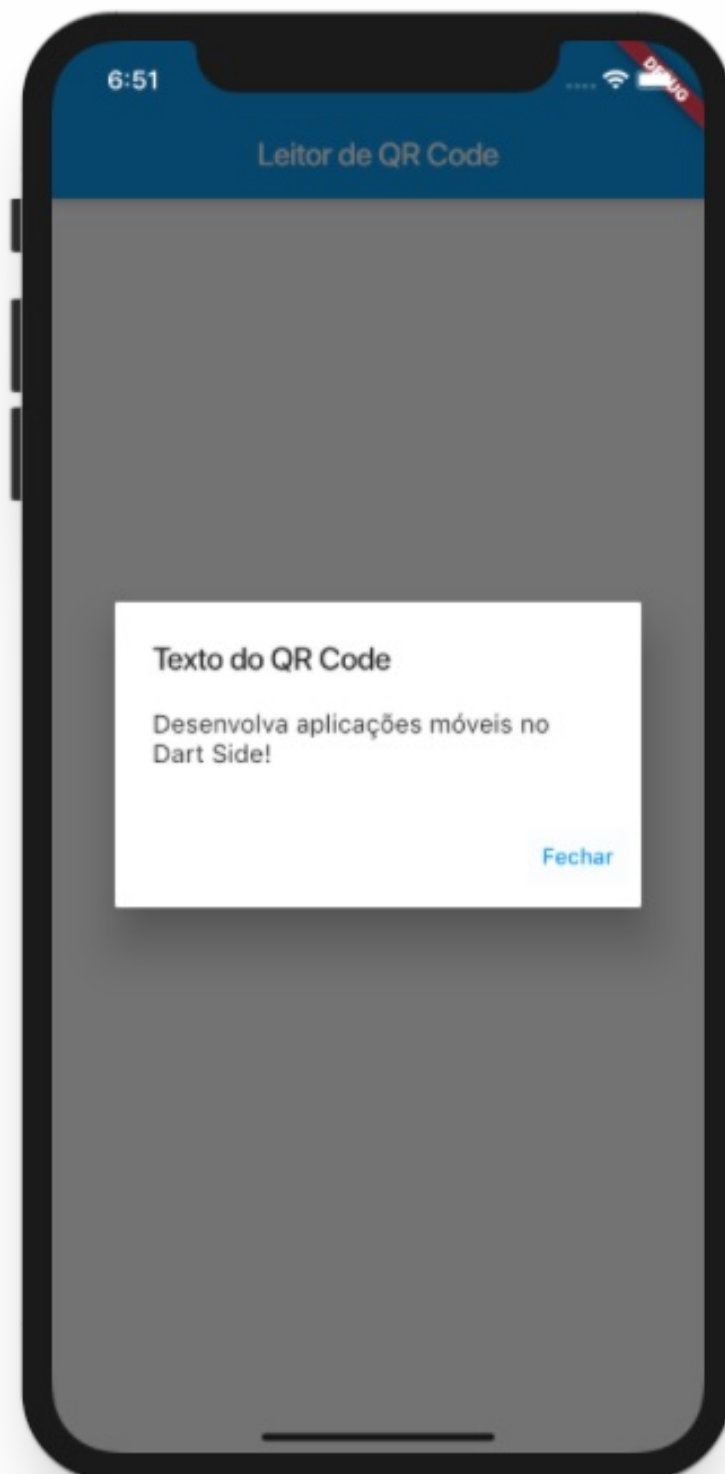 6:51
DEBUG
Leitor de QR Code
Texto do QR Code
Desenvolva aplicações móveis no
Dart Side!
Fechar